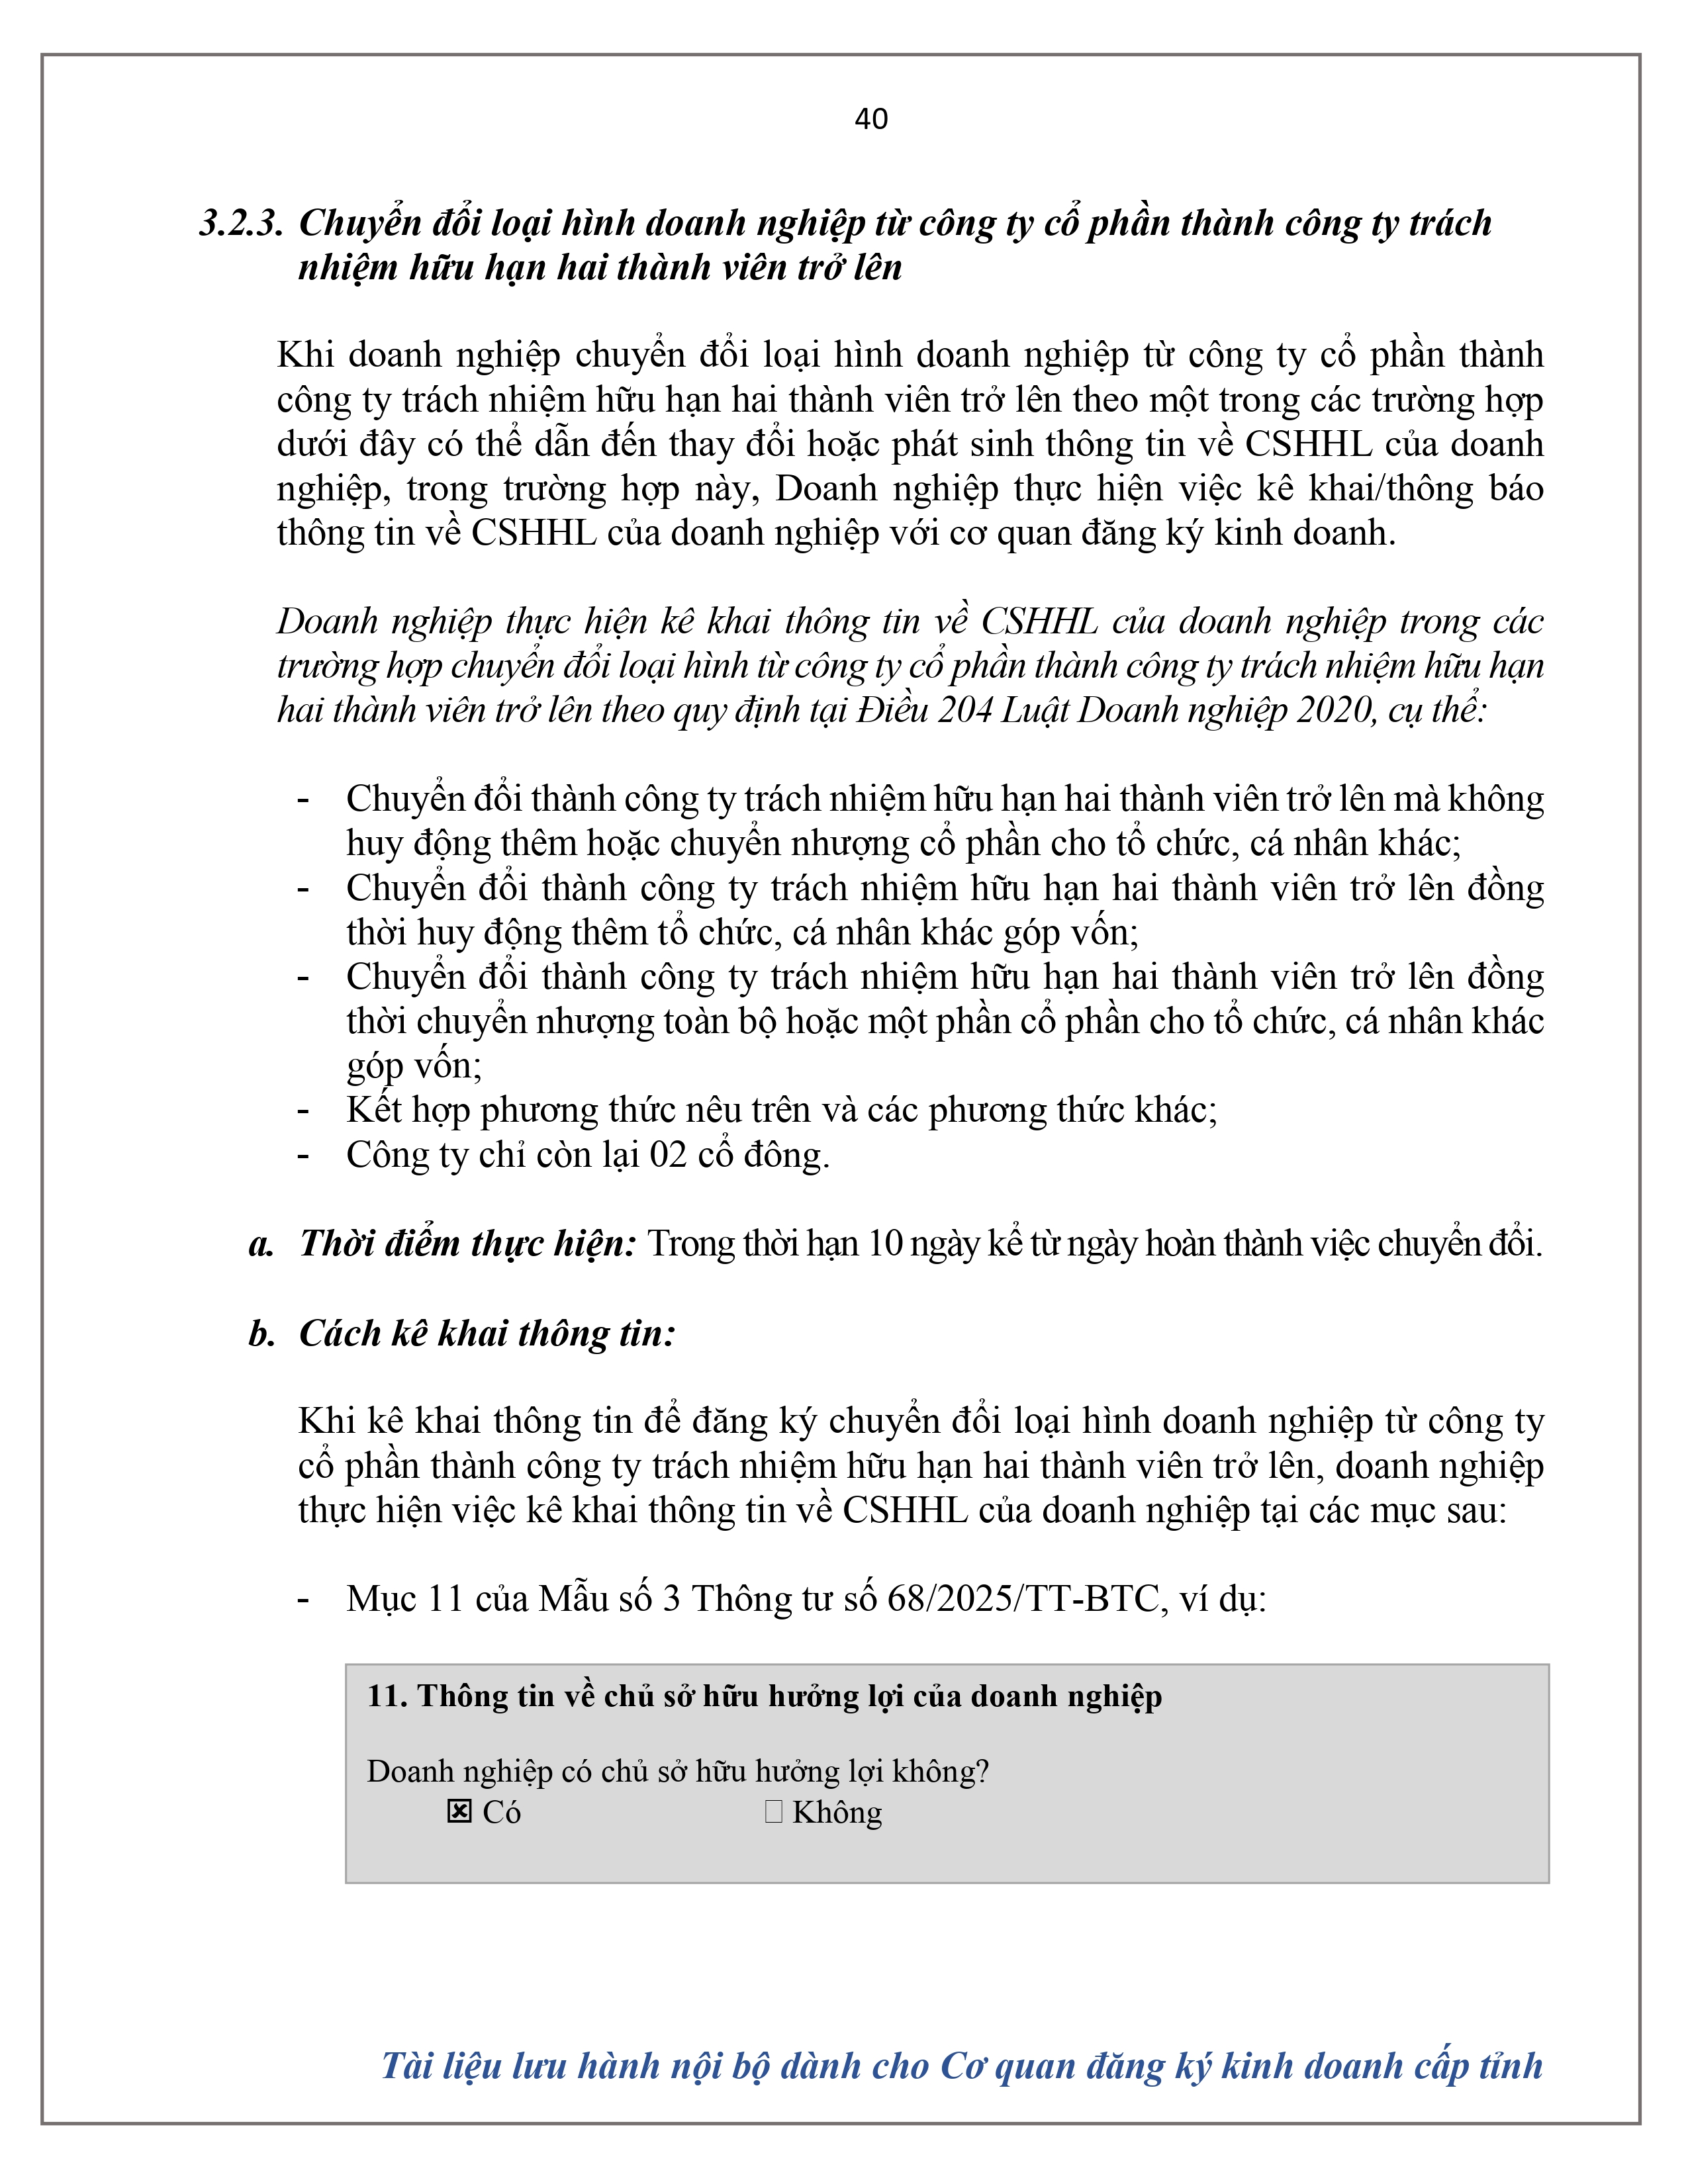 40
3.2.3. Chuyển đổi loại hình doanh nghiệp từ công ty cổ phần thành công ty trách
nhiệm hữu hạn hai thành viên trở lên
Khi doanh nghiệp chuyển đổi loại hình doanh nghiệp từ công ty cổ phần thành
công ty trách nhiệm hữu hạn hai thành viên trở lên theo một trong các trường hợp
dưới đây có thể dẫn đến thay đổi hoặc phát sinh thông tin về CSHHL của doanh
nghiệp, trong trường hợp này, Doanh nghiệp thực hiện việc kê khai/thông báo
thông tin về CSHHL của doanh nghiệp với cơ quan đăng ký kinh doanh.
Doanh nghiệp thực hiện kê khai thông tin về CSHHL của doanh nghiệp trong các
trường hợp chuyển đổi loại hình từ công ty cổ phần thành công ty trách nhiệm hữu hạn
hai thành viên trở lên theo quy định tại Điều 204 Luật Doanh nghiệp 2020, cụ thể:
- Chuyển đổi thành công ty trách nhiệm hữu hạn hai thành viên trở lên mà không
huy động thêm hoặc chuyển nhượng cổ phần cho tổ chức, cá nhân khác;
- Chuyển đổi thành công ty trách nhiệm hữu hạn hai thành viên trở lên đồng
thời huy động thêm tổ chức, cá nhân khác góp vốn;
- Chuyển đổi thành công ty trách nhiệm hữu hạn hai thành viên trở lên đồng
thời chuyển nhượng toàn bộ hoặc một phần cổ phần cho tổ chức, cá nhân khác
góp vốn;
- Kết hợp phương thức nêu trên và các phương thức khác;
- Công ty chỉ còn lại 02 cổ đông.
a. Thời điểm thực hiện: Trong thời hạn 10 ngày kể từ ngày hoàn thành việc chuyển đổi.
b. Cách kê khai thông tin:
Khi kê khai thông tin để đăng ký chuyển đổi loại hình doanh nghiệp từ công ty
cổ phần thành công ty trách nhiệm hữu hạn hai thành viên trở lên, doanh nghiệp
thực hiện việc kê khai thông tin về CSHHL của doanh nghiệp tại các mục sau:
- Mục 11 của Mẫu số 3 Thông tư số 68/2025/TT-BTC, ví dụ:
11. Thông tin về chủ sở hữu hưởng lợi của doanh nghiệp
Doanh nghiệp có chủ sở hữu hưởng lợi không?
☒ Có ☐ Không
Tài liệu lưu hành nội bộ dành cho Cơ quan đăng ký kinh doanh cấp tỉnh